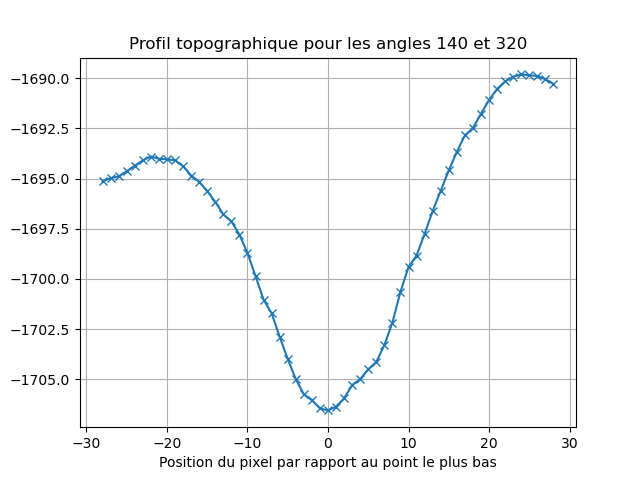 Profil topographique pour les angles 140 et 320
−1690.0
−1692.5
−1695.0
−1697.5
−1700.0
−1702.5
−1705.0
−30 −20 −10 0 10 20 30
Position du pixel par rapport au point le plus bas